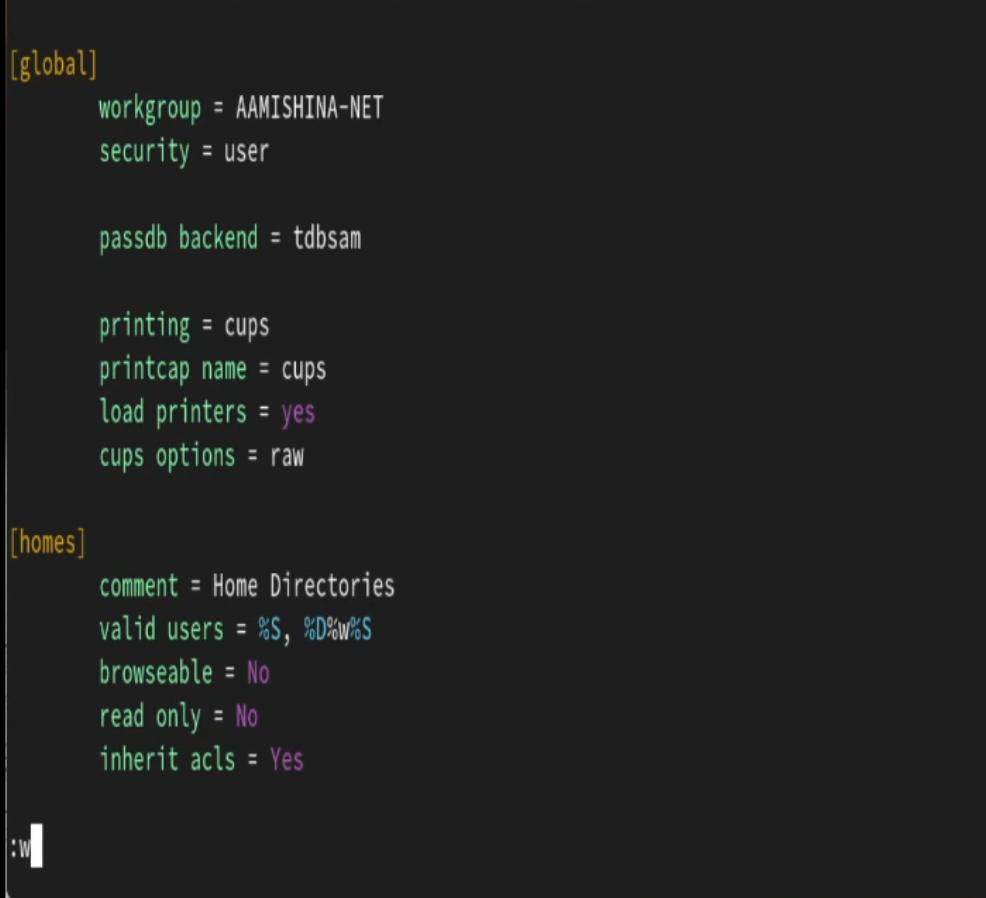 [global]
workgroup = AAMISHINA-NET
security = user
passdb backend = tdbsam
printing = cups
printcap name = cups
load printers = yes
cups options = raw
[homes]
comment = Home Directories
valid users = %S, %D%w%S
browseable = No
read only = No
inherit acls = Yes
:w